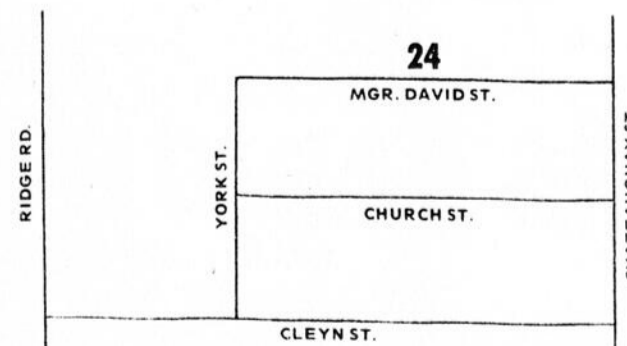 24
MGR. DAVID ST.
RIDGE RD.
YORK ST.
CHURCH ST.
CLEYN ST.